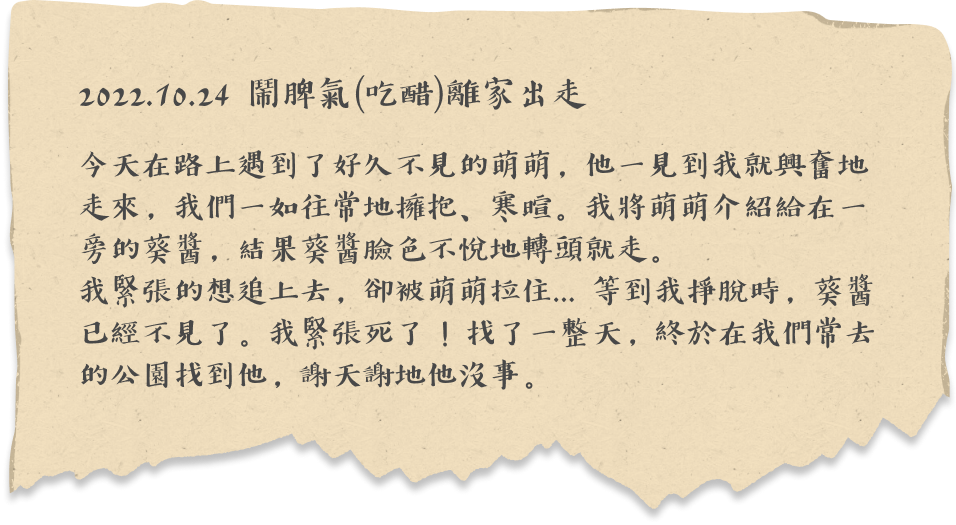 2022.10.24 鬧脾氣(吃醋)離家出走
今天在路上遇到了好久不見的萌萌，他一見到我就興奮地
走來，我們一如往常地擁抱、寒暄。我將萌萌介紹給在一
旁的葵醬，結果葵醬臉色不悅地轉頭就走。
我緊張的想追上去，卻被萌萌拉住... 等到我掙脫時，葵醬
已經不見了。我緊張死了！找了一整天，終於在我們常去
的公園找到他，謝天謝地他沒事。